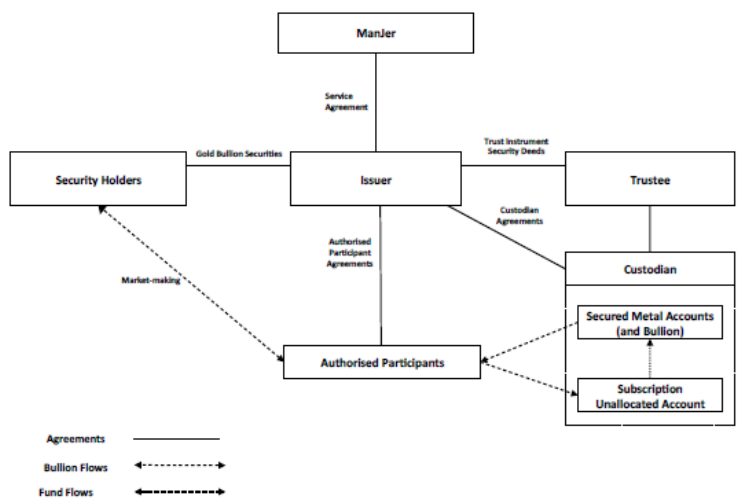 ManJer
Service
Agreement
Gold Bullion Securities
Trust Instrument
Security Deeds
Security Holders
Issuer
Trustee
Custodian
Agreements
Authorised
Participant
Agreements
Custodian
Market-making
Secured Metal Accounts
(and Bullion)
Authorised Participants
Subscription
Unallocated Account
Agreements
Bullion Flows
Fund Flows